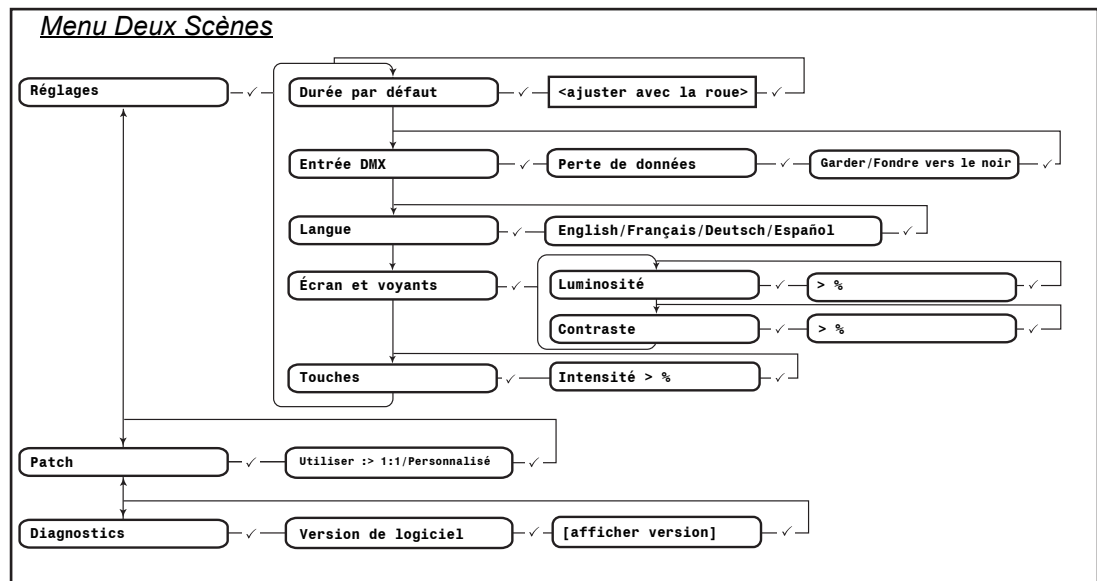 Menu Deux Scènes
Réglages
Durée par défaut
<ajuster avec la roue>
Entrée DMX
Perte de données
Garder/Fondre vers le noir
Langue
English/Français/Deutsch/Español
Écran et voyants
Luminosité
> %
Contraste
> %
Touches
Intensité > %
Patch
Utiliser :> 1:1/Personnalisé
Diagnostics
Version de logiciel
[afficher version]